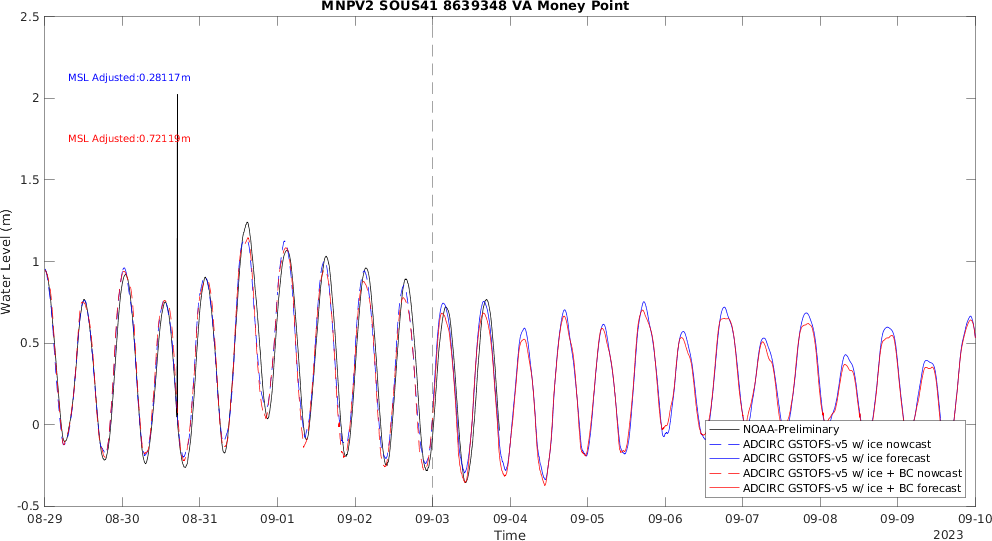 MNPV2 SOUS41 8639348 VA Money Point
2.5
2
1.5
1
0.5
0
-0.5
Water Level (m)
MSL Adjusted:0.28117m
MSL Adjusted:0.72119m
NOAA-Preliminary
ADCIRC GSTOFS-v5 w/ ice nowcast
ADCIRC GSTOFS-v5 w/ ice forecast
ADCIRC GSTOFS-v5 w/ ice + BC nowcast
ADCIRC GSTOFS-v5 w/ ice + BC forecast
08-29 08-30 08-31 09-01 09-02 09-03 09-04 09-05 09-06 09-07 09-08 09-09 09-10
Time
2023